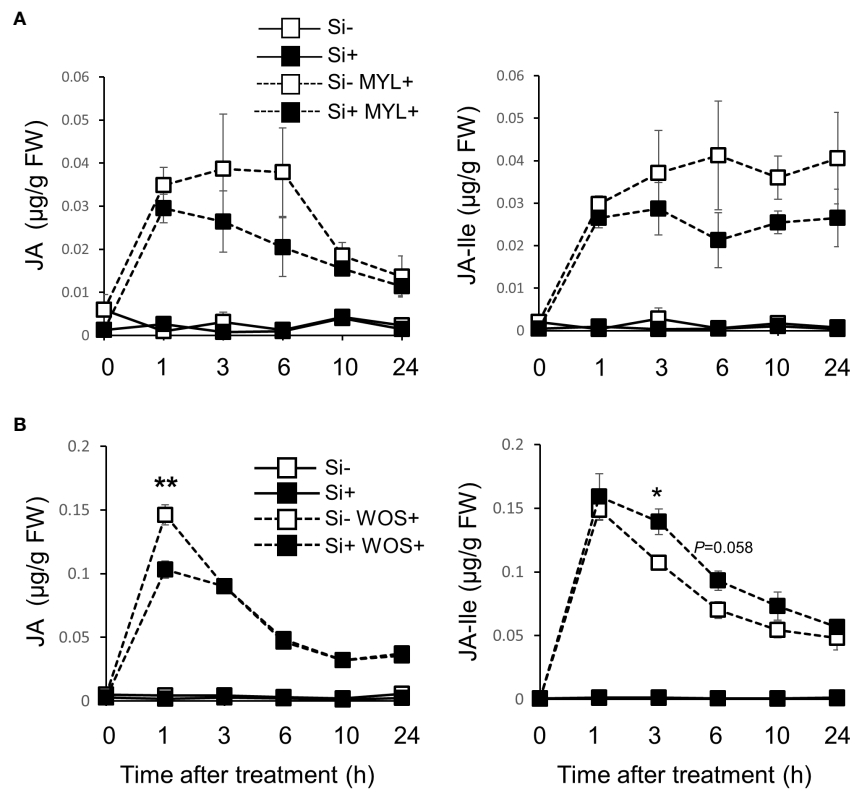 A
Si-
Si+
Si- MYL+
Si+ MYL+
JA (µg/g FW)
0.06
0.05
0.04
0.03
0.02
0.01
0
0 1 3 6 10 24
JA-Ile (µg/g FW)
0.06
0.05
0.04
0.03
0.02
0.01
0
0 1 3 6 10 24
B
Si-
Si+
Si- WOS+
Si+ WOS+
JA (µg/g FW)
0.2
0.15
0.1
0.05
0
**
0 1 3 6 10 24
Time after treatment (h)
JA-Ile (µg/g FW)
0.2
0.15
0.1
0.05
0
*
P=0.058
0 1 3 6 10 24
Time after treatment (h)